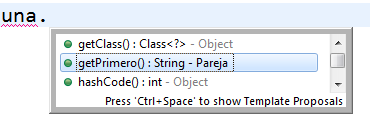 una.
getClass() : Class<?> - Object
getPrimero() : String - Pareja
hashCode() : int - Object
Press 'Ctrl+Space' to show Template Proposals